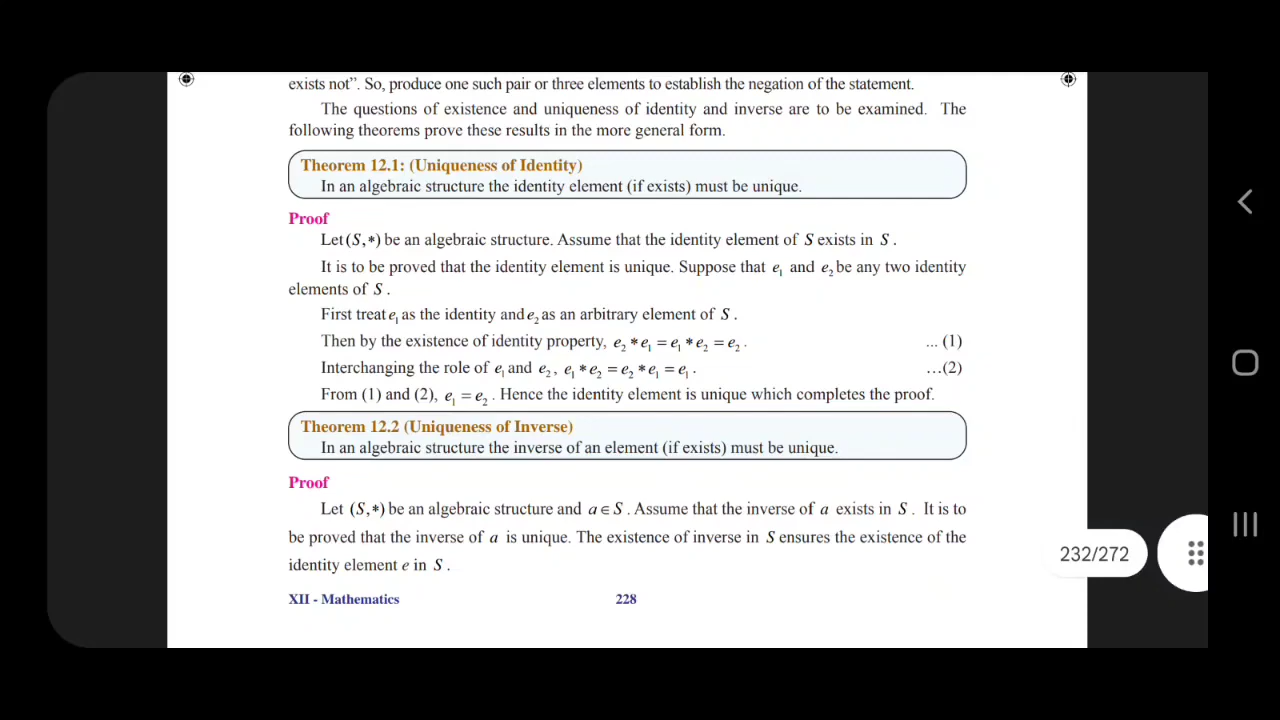 exists not”. So, produce one such pair or three elements to establish the negation of the statement.
The questions of existence and uniqueness of identity and inverse are to be examined. The
following theorems prove these results in the more general form.
Theorem 12.1: (Uniqueness of Identity)
In an algebraic structure the identity element (if exists) must be unique.
Proof
Let (S,∗) be an algebraic structure. Assume that the identity element of S exists in S .
It is to be proved that the identity element is unique. Suppose that e₁ and e₂ be any two identity
elements of S .
First treat e₁ as the identity and e₂ as an arbitrary element of S .
Then by the existence of identity property, e₂ ∗ e₁ = e₁ ∗ e₂ = e₂ . ... (1)
Interchanging the role of e₁ and e₂ , e₁ ∗ e₂ = e₂ ∗ e₁ = e₁ . …(2)
From (1) and (2), e₁ = e₂ . Hence the identity element is unique which completes the proof.
Theorem 12.2 (Uniqueness of Inverse)
In an algebraic structure the inverse of an element (if exists) must be unique.
Proof
Let (S,∗) be an algebraic structure and a ∈ S . Assume that the inverse of a exists in S . It is to
be proved that the inverse of a is unique. The existence of inverse in S ensures the existence of the
identity element e in S .
232/272
XII - Mathematics 228